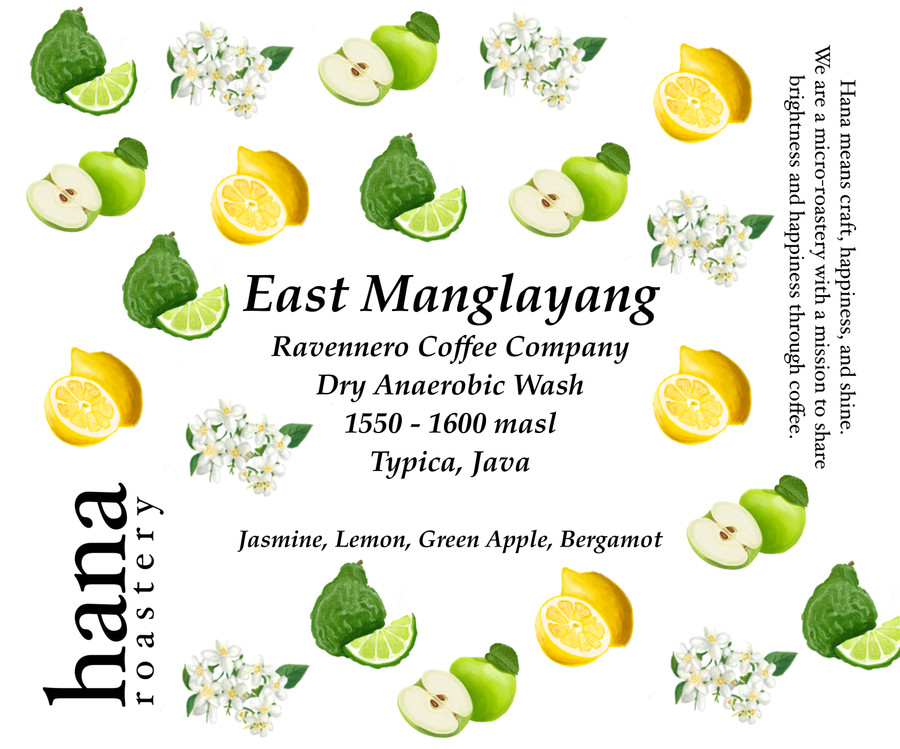 East Manglayang
Ravennero Coffee Company
Dry Anaerobic Wash
1550 - 1600 masl
Typica, Java
Jasmine, Lemon, Green Apple, Bergamot
hana
roastery
Hana means craft, happiness, and shine.
We are a micro-roastery with a mission to share
brightness and happiness through coffee.